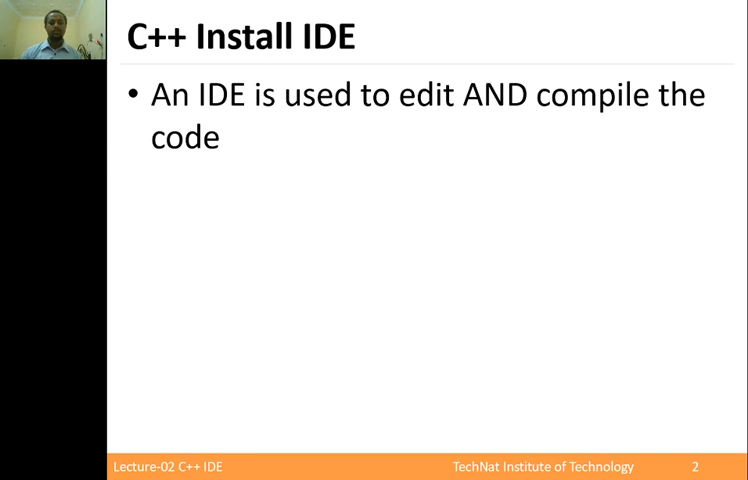 C++ Install IDE
• An IDE is used to edit AND compile the
code
Lecture-02 C++ IDE
TechNat Institute of Technology
2